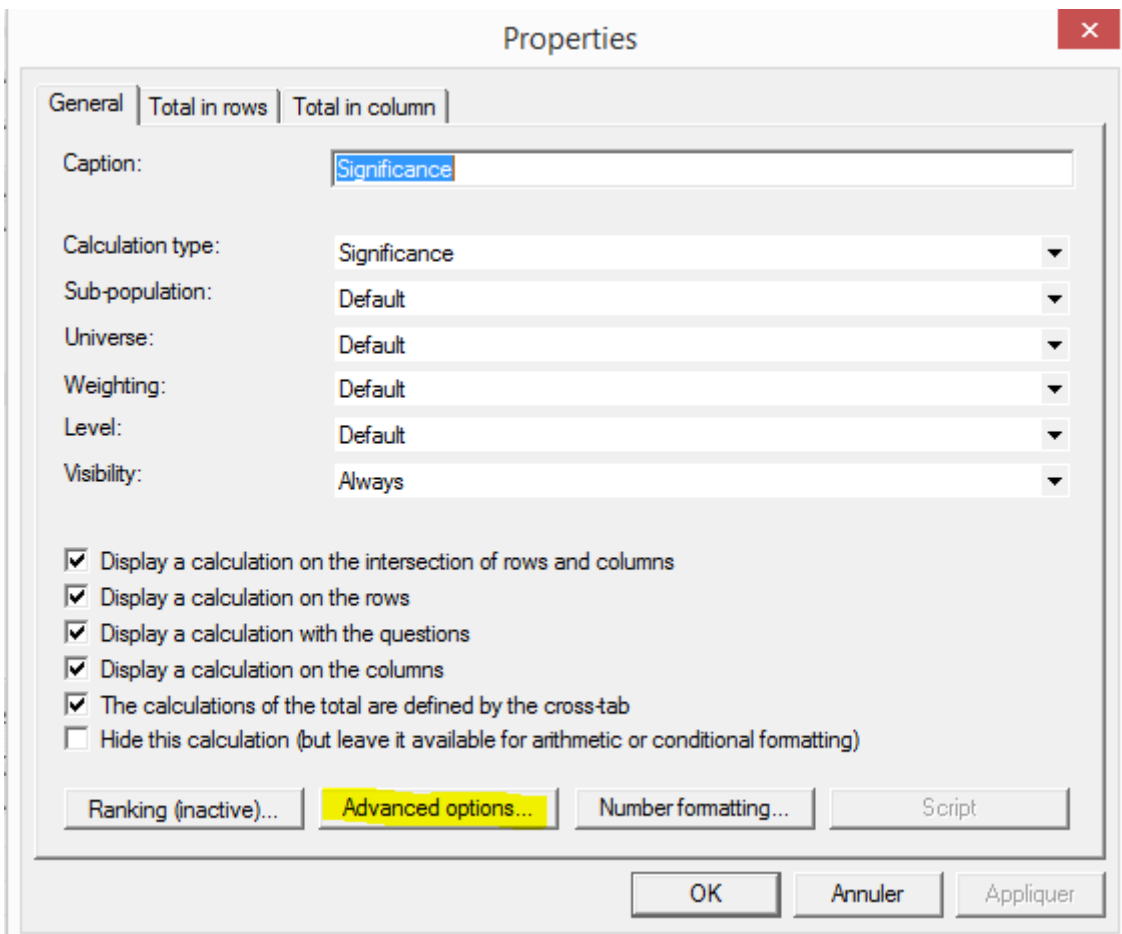 Properties
General Total in rows Total in column
Caption: Significance
Calculation type: Significance
Sub-population: Default
Universe: Default
Weighting: Default
Level: Default
Visibility: Always
Display a calculation on the intersection of rows and columns
Display a calculation on the rows
Display a calculation with the questions
Display a calculation on the columns
The calculations of the total are defined by the cross-tab
Hide this calculation (but leave it available for arithmetic or conditional formatting)
Ranking (inactive)... Advanced options... Number formatting... Script
OK Annuler Appliquer